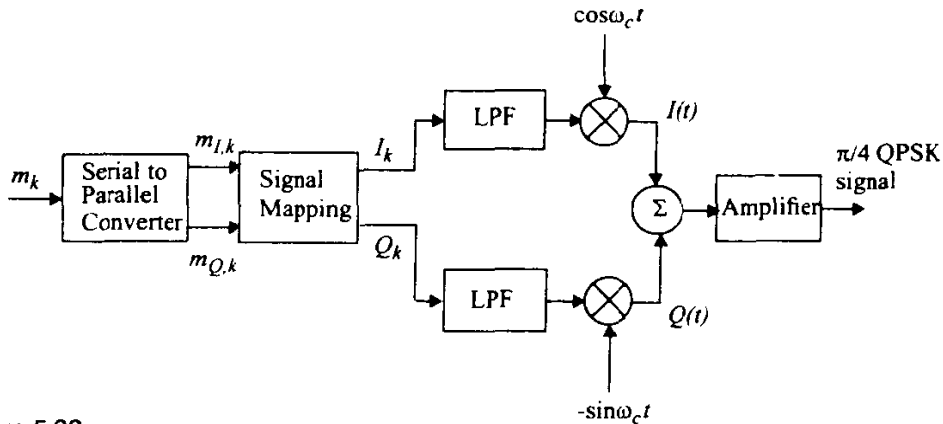 cosω_c t
LPF
I(t)
m_{I,k}
I_k
π/4 QPSK
signal
m_k
Serial to
Parallel
Converter
Signal
Mapping
Σ
Amplifier
m_{Q,k}
Q_k
LPF
Q(t)
-sinω_c t